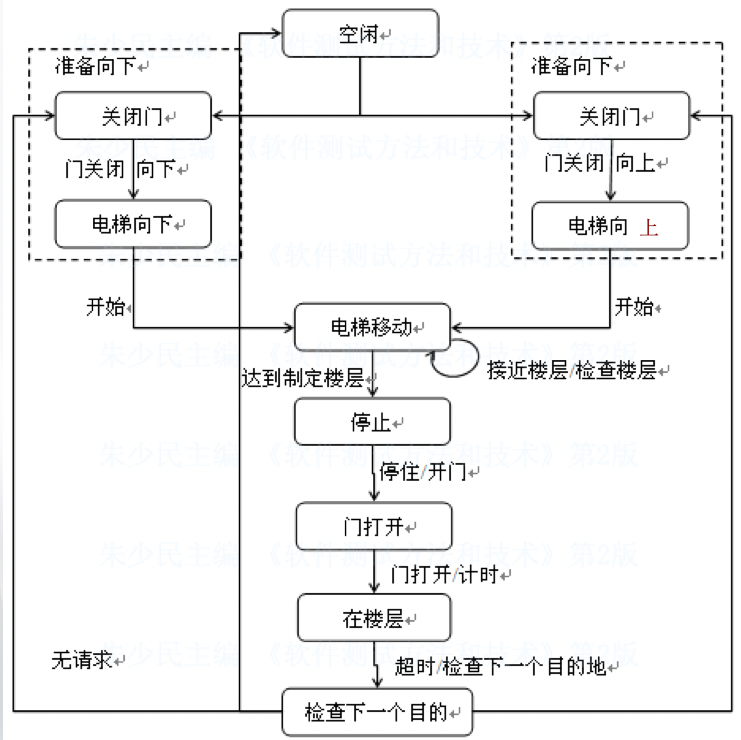 空闲
准备向下
准备向下
关闭门
关闭门
门关闭 向下
门关闭 向上
电梯向下
电梯向 上
开始
开始
电梯移动
接近楼层/检查楼层
达到制定楼层
停止
停住/开门
门打开
门打开/计时
在楼层
无请求
超时/检查下一个目的地
检查下一个目的
朱少民主编 《软件测试方法和技术》第2版
朱少民主编 《软件测试方法和技术》第2版
朱少民主编 《软件测试方法和技术》第2版
朱少民主编 《软件测试方法和技术》第2版
朱少民主编 《软件测试方法和技术》第2版
朱少民主编 《软件测试方法和技术》第2版
朱少民主编 《软件测试方法和技术》第2版